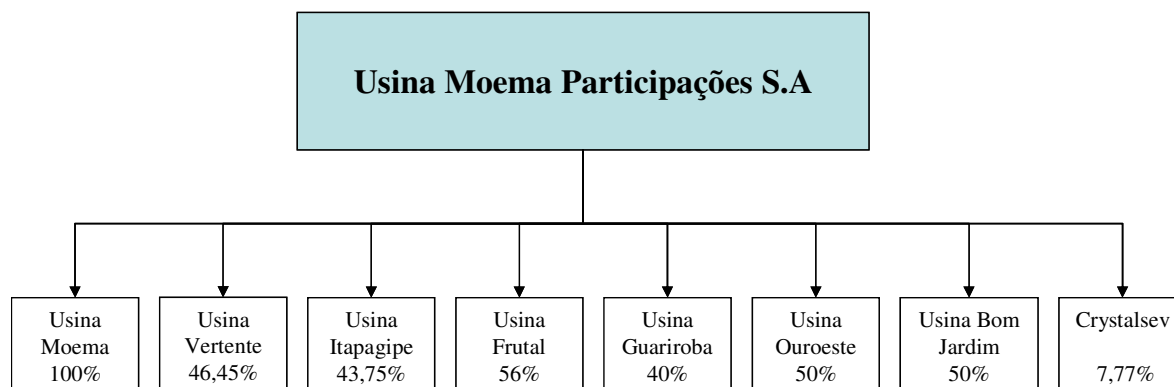 Usina Moema Participações S.A
Usina
Moema
100%
Usina
Vertente
46,45%
Usina
Itapagipe
43,75%
Usina
Frutal
56%
Usina
Guariroba
40%
Usina
Ouroeste
50%
Usina Bom
Jardim
50%
Crystalsev
7,77%